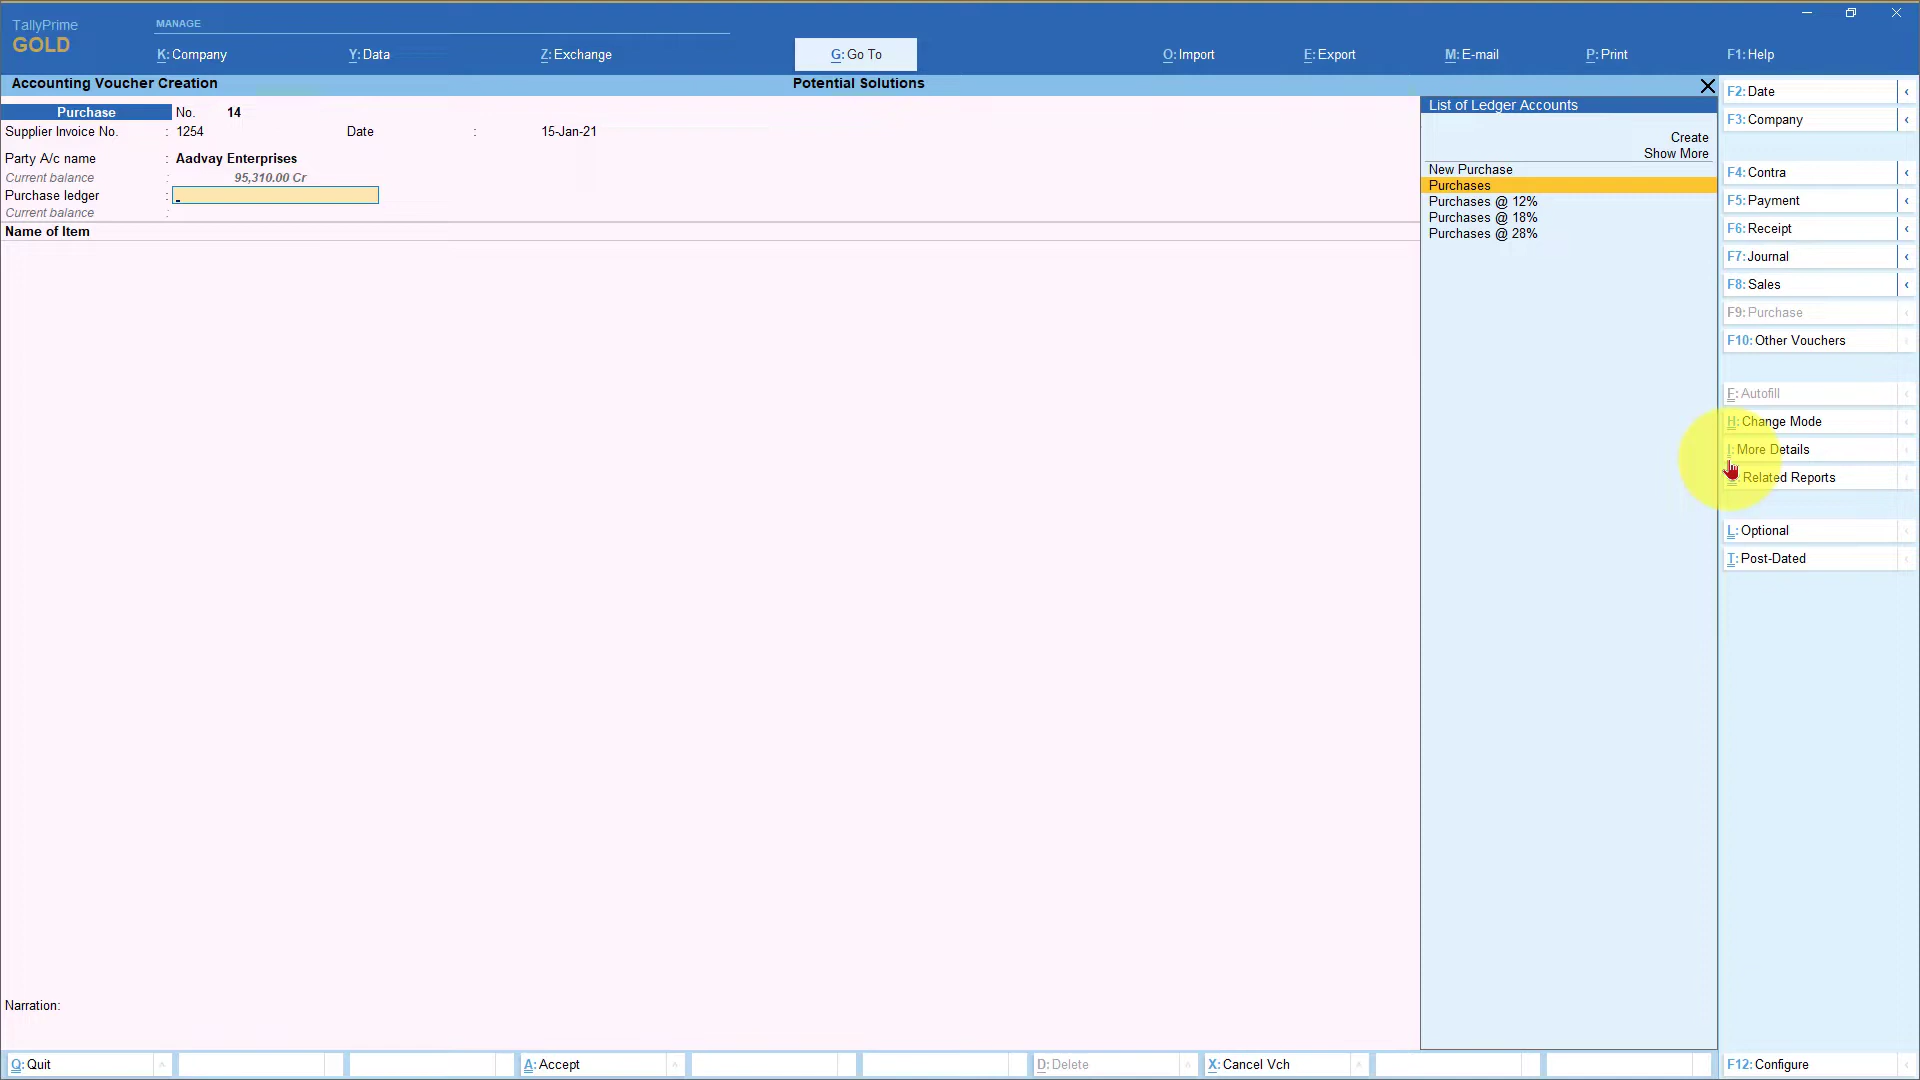 TallyPrime
GOLD
MANAGE
K: Company
Y: Data
Z: Exchange
G: Go To
O: Import
E: Export
M: E-mail
P: Print
F1: Help
Accounting Voucher Creation
Potential Solutions
Purchase No. 14
Supplier Invoice No. : 1254 Date : 15-Jan-21
Party A/c name : Aadvay Enterprises
Current balance : 95,310.00 Cr
Purchase ledger :
Current balance :
Name of Item
Narration:
List of Ledger Accounts
Create
Show More
New Purchase
Purchases
Purchases @ 12%
Purchases @ 18%
Purchases @ 28%
F2: Date
F3: Company
F4: Contra
F5: Payment
F6: Receipt
F7: Journal
F8: Sales
F9: Purchase
F10: Other Vouchers
F: Autofill
H: Change Mode
I: More Details
Related Reports
L: Optional
T: Post-Dated
Q: Quit
A: Accept
D: Delete
X: Cancel Vch
F12: Configure